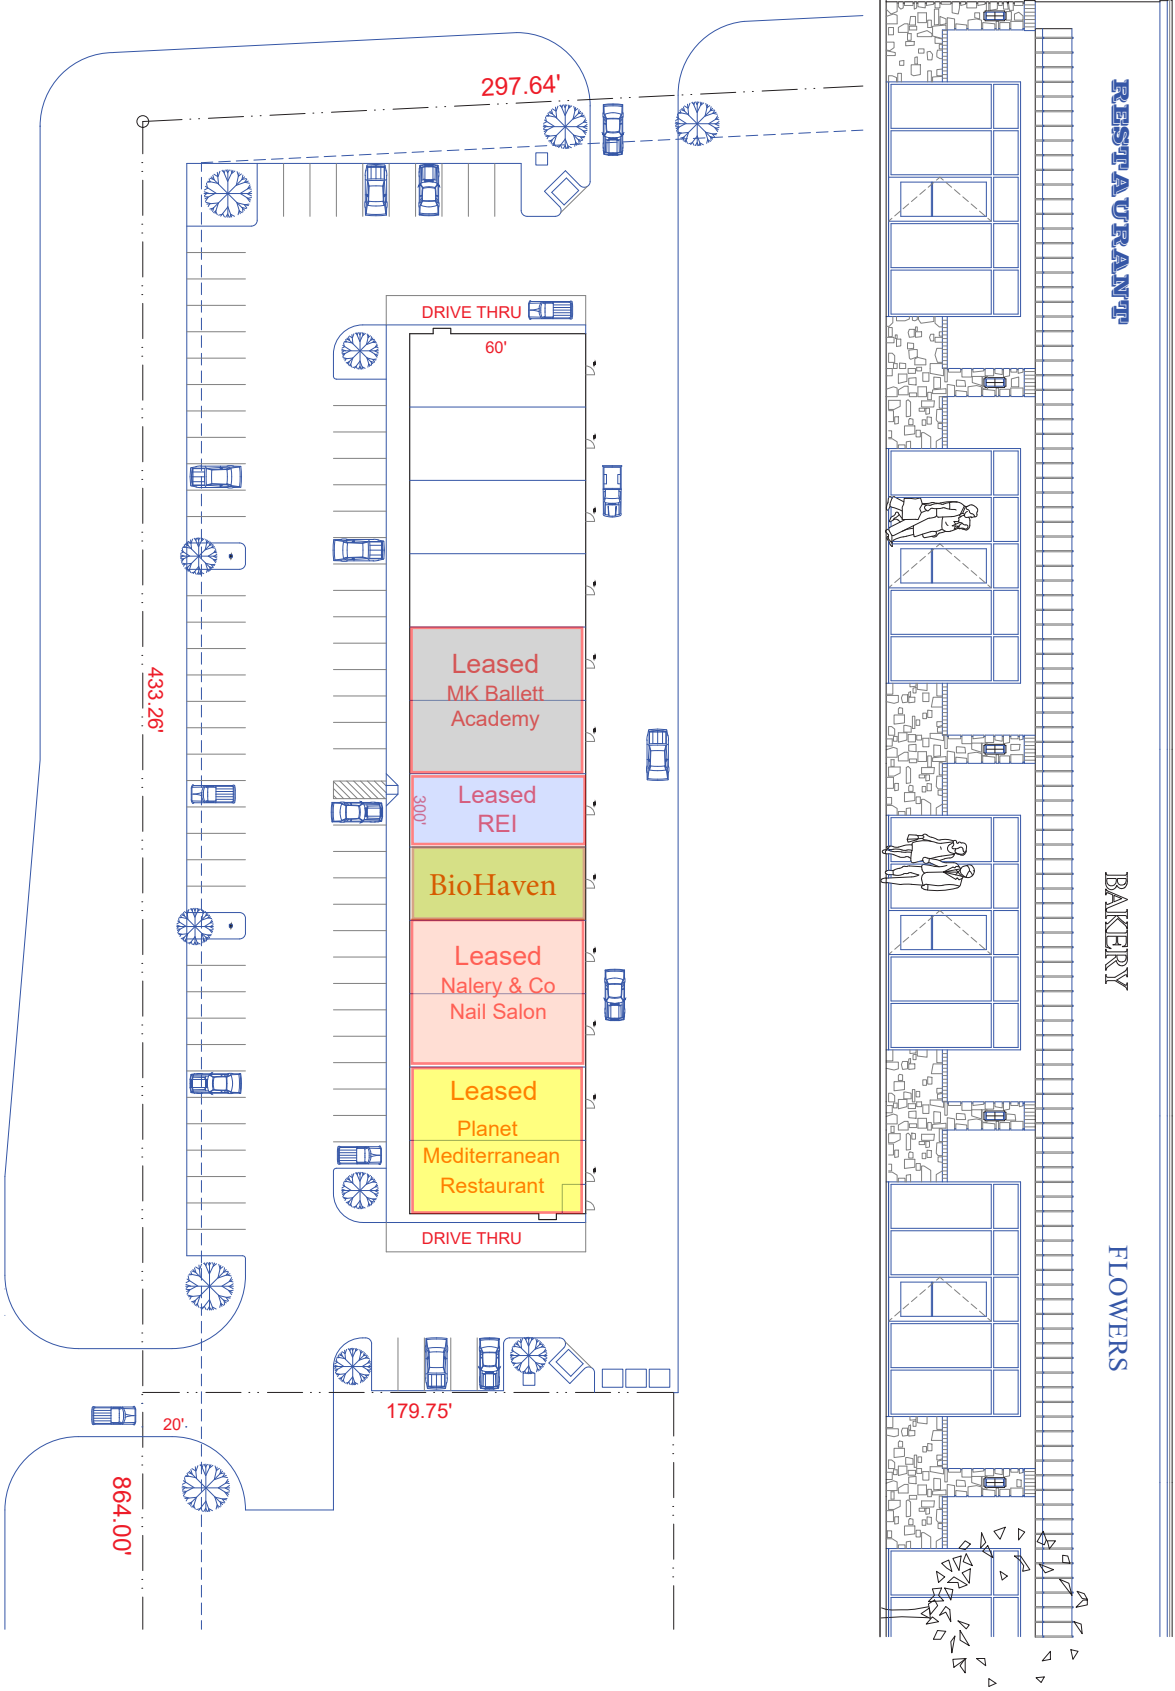 297.64'
RESTAURANT
DRIVE THRU
60'
433.26'
Leased
MK Ballett
Academy
300'
Leased
REI
BioHaven
BAKERY
Leased
Nalery & Co
Nail Salon
Leased
Planet
Mediterranean
Restaurant
DRIVE THRU
FLOWERS
179.75'
20'
864.00'